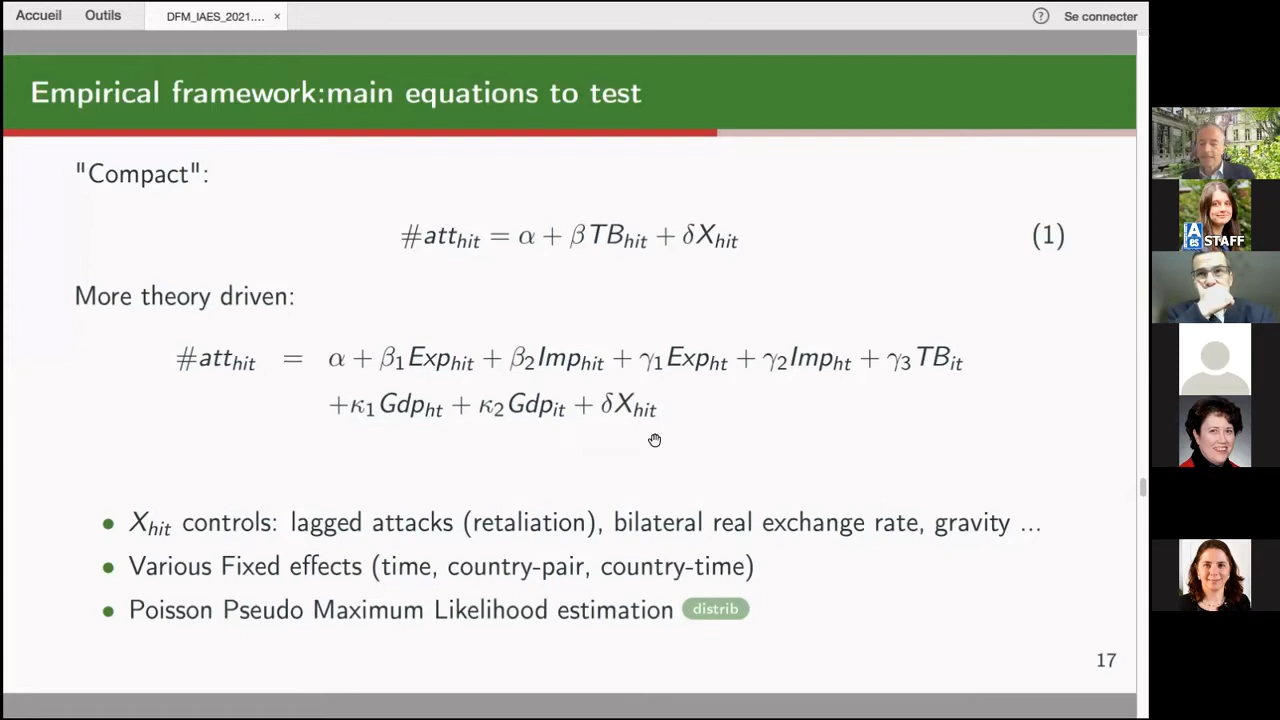 Accueil Outils DFM_IAES_2021.... × ? Se connecter
Empirical framework:main equations to test
"Compact":
#att_hit = α + β TB_hit + δX_hit (1)
More theory driven:
#att_hit = α + β₁Exp_hit + β₂Imp_hit + γ₁Exp_ht + γ₂Imp_ht + γ₃TB_it
+κ₁Gdp_ht + κ₂Gdp_it + δX_hit
• X_hit controls: lagged attacks (retaliation), bilateral real exchange rate, gravity ...
• Various Fixed effects (time, country-pair, country-time)
• Poisson Pseudo Maximum Likelihood estimation distrib
17
A
es STAFF